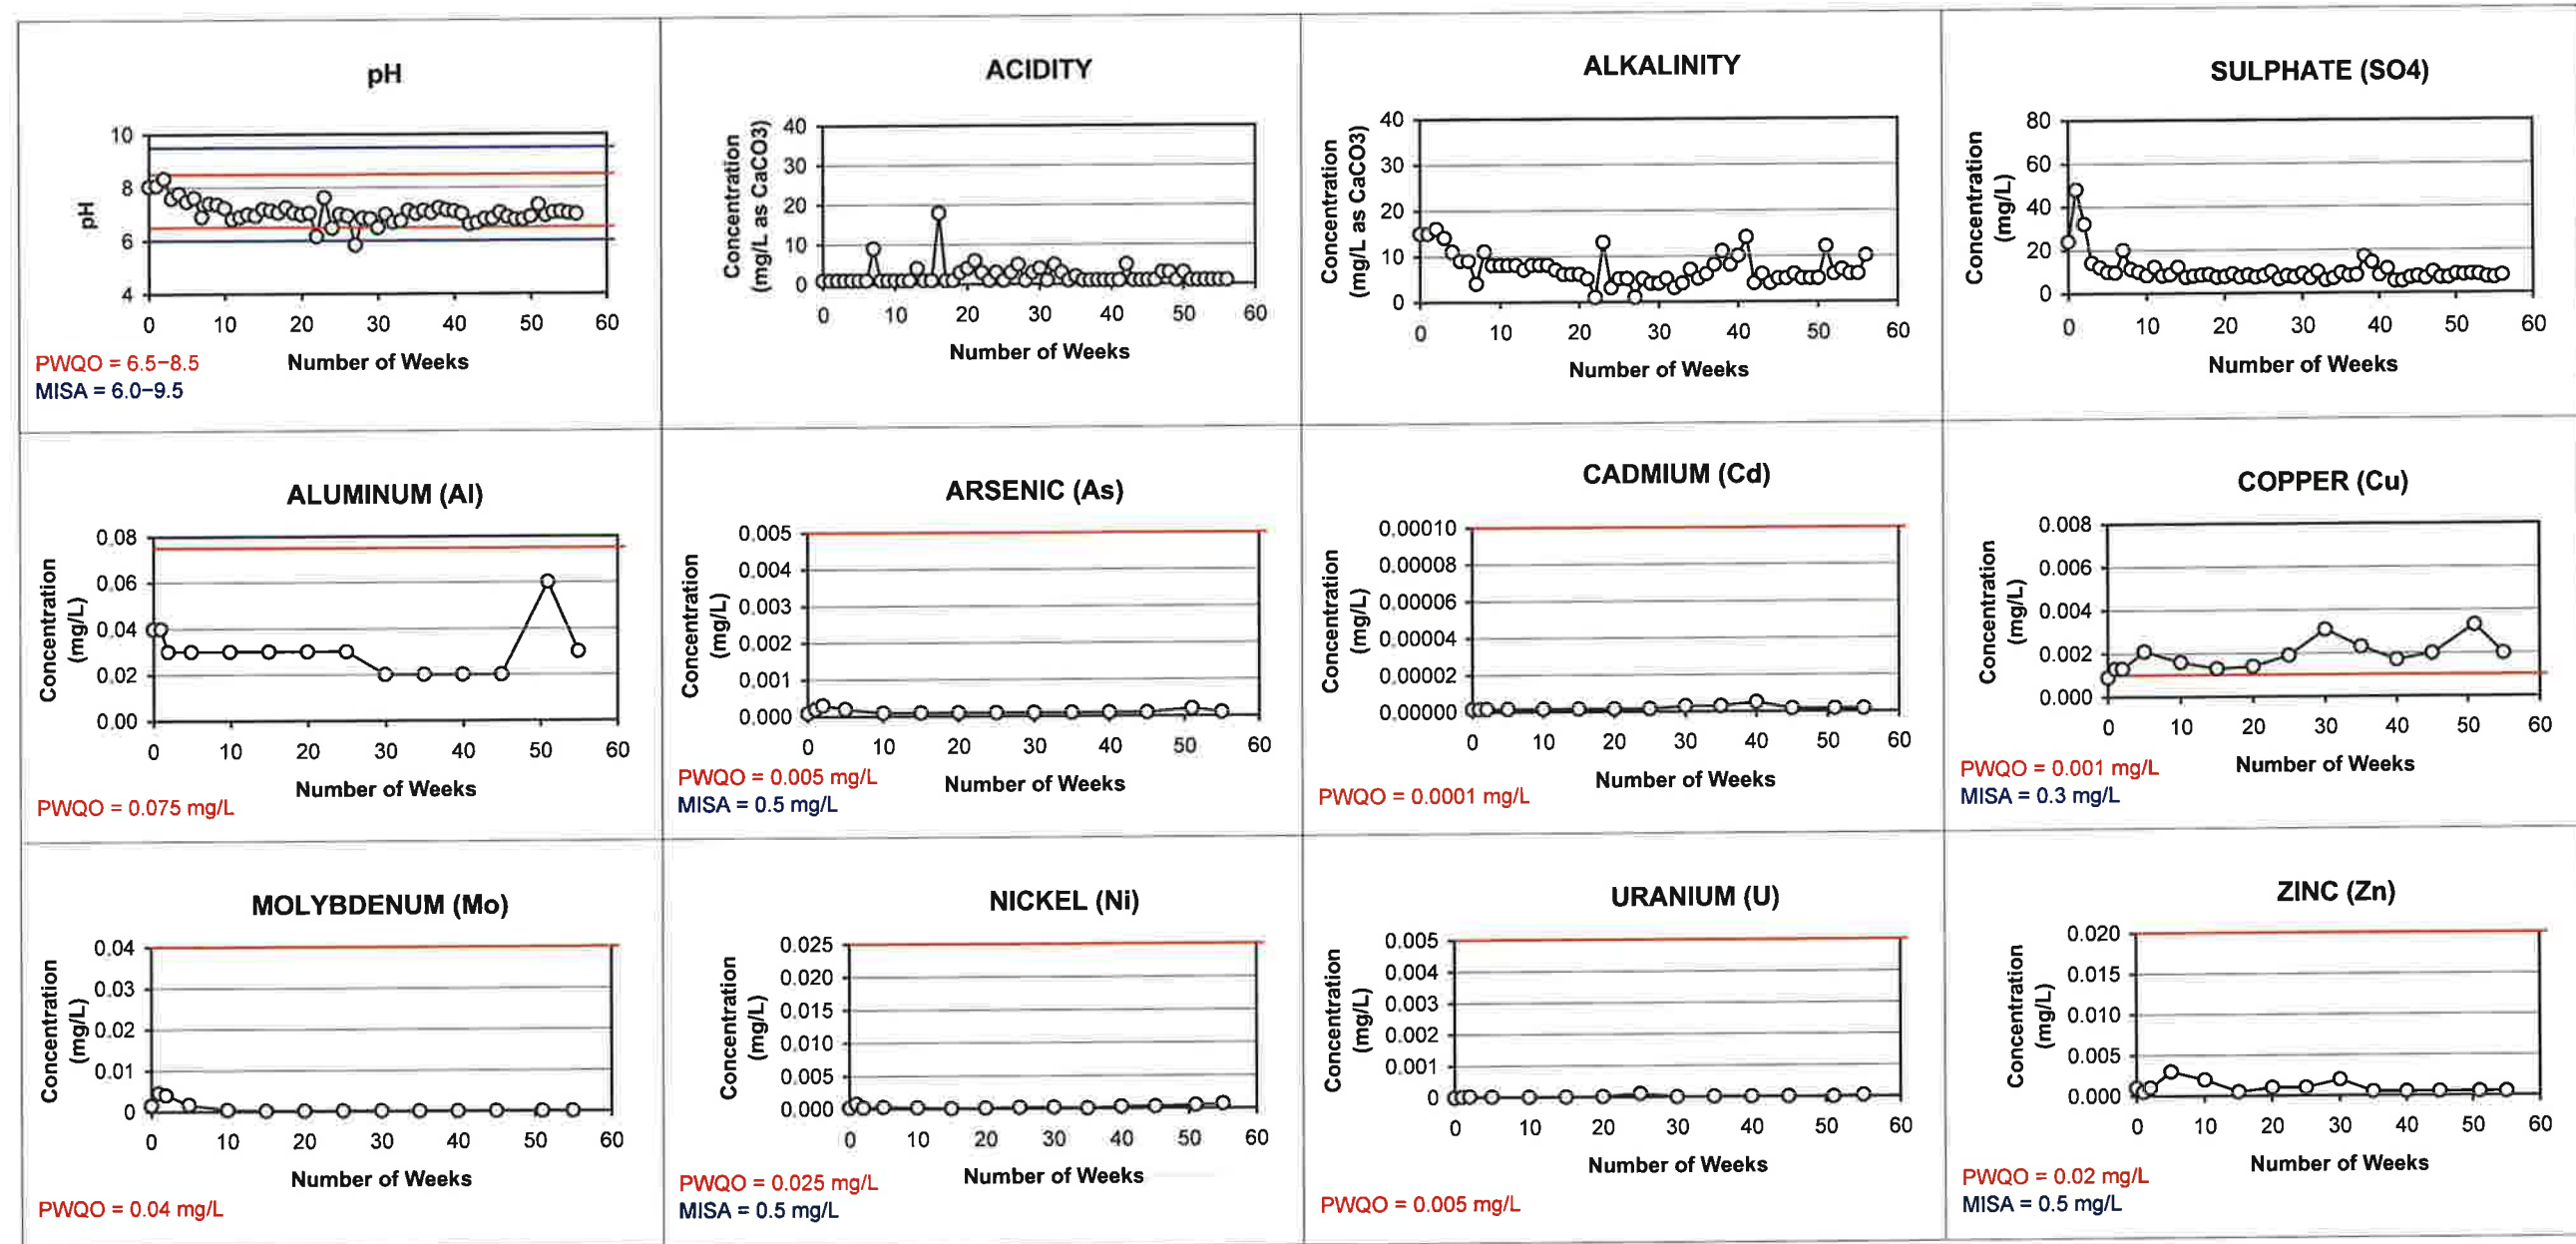 pH
pH
10
8
6
4
0 10 20 30 40 50 60
Number of Weeks
PWQO = 6.5−8.5
MISA = 6.0−9.5
ACIDITY
Concentration
(mg/L as CaCO3)
40
30
20
10
0
0 10 20 30 40 50 60
Number of Weeks
ALKALINITY
Concentration
(mg/L as CaCO3)
40
30
20
10
0
0 10 20 30 40 50 60
Number of Weeks
SULPHATE (SO4)
Concentration
(mg/L)
80
60
40
20
0
0 10 20 30 40 50 60
Number of Weeks
ALUMINUM (Al)
Concentration
(mg/L)
0.08
0.06
0.04
0.02
0.00
0 10 20 30 40 50 60
Number of Weeks
PWQO = 0.075 mg/L
ARSENIC (As)
Concentration
(mg/L)
0.005
0.004
0.003
0.002
0.001
0.000
0 10 20 30 40 50 60
Number of Weeks
PWQO = 0.005 mg/L
MISA = 0.5 mg/L
CADMIUM (Cd)
Concentration
(mg/L)
0.00010
0.00008
0.00006
0.00004
0.00002
0.00000
0 10 20 30 40 50 60
Number of Weeks
PWQO = 0.0001 mg/L
COPPER (Cu)
Concentration
(mg/L)
0.008
0.006
0.004
0.002
0.000
0 10 20 30 40 50 60
Number of Weeks
PWQO = 0.001 mg/L
MISA = 0.3 mg/L
MOLYBDENUM (Mo)
Concentration
(mg/L)
0.04
0.03
0.02
0.01
0
0 10 20 30 40 50 60
Number of Weeks
PWQO = 0.04 mg/L
NICKEL (Ni)
Concentration
(mg/L)
0.025
0.020
0.015
0.010
0.005
0.000
0 10 20 30 40 50 60
Number of Weeks
PWQO = 0.025 mg/L
MISA = 0.5 mg/L
URANIUM (U)
Concentration
(mg/L)
0.005
0.004
0.003
0.002
0.001
0
0 10 20 30 40 50 60
Number of Weeks
PWQO = 0.005 mg/L
ZINC (Zn)
Concentration
(mg/L)
0.020
0.015
0.010
0.005
0.000
0 10 20 30 40 50 60
Number of Weeks
PWQO = 0.02 mg/L
MISA = 0.5 mg/L